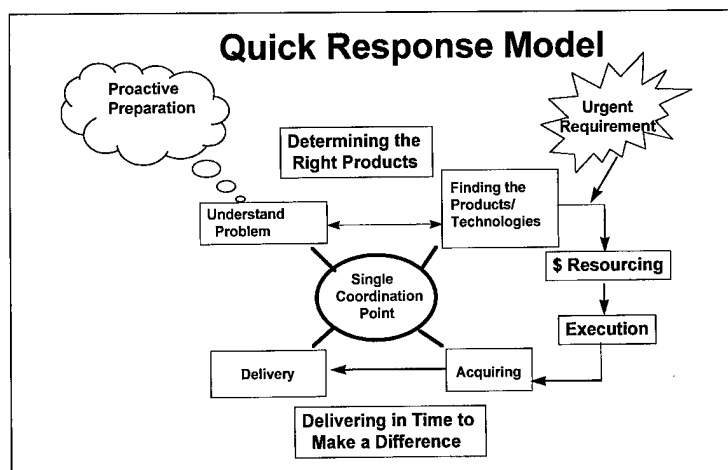 Quick Response Model
Proactive
Preparation
Urgent
Requirement
Determining the
Right Products
Finding the
Products/
Technologies
Understand
Problem
$ Resourcing
Single
Coordination
Point
Execution
Delivery
Acquiring
Delivering in Time to
Make a Difference